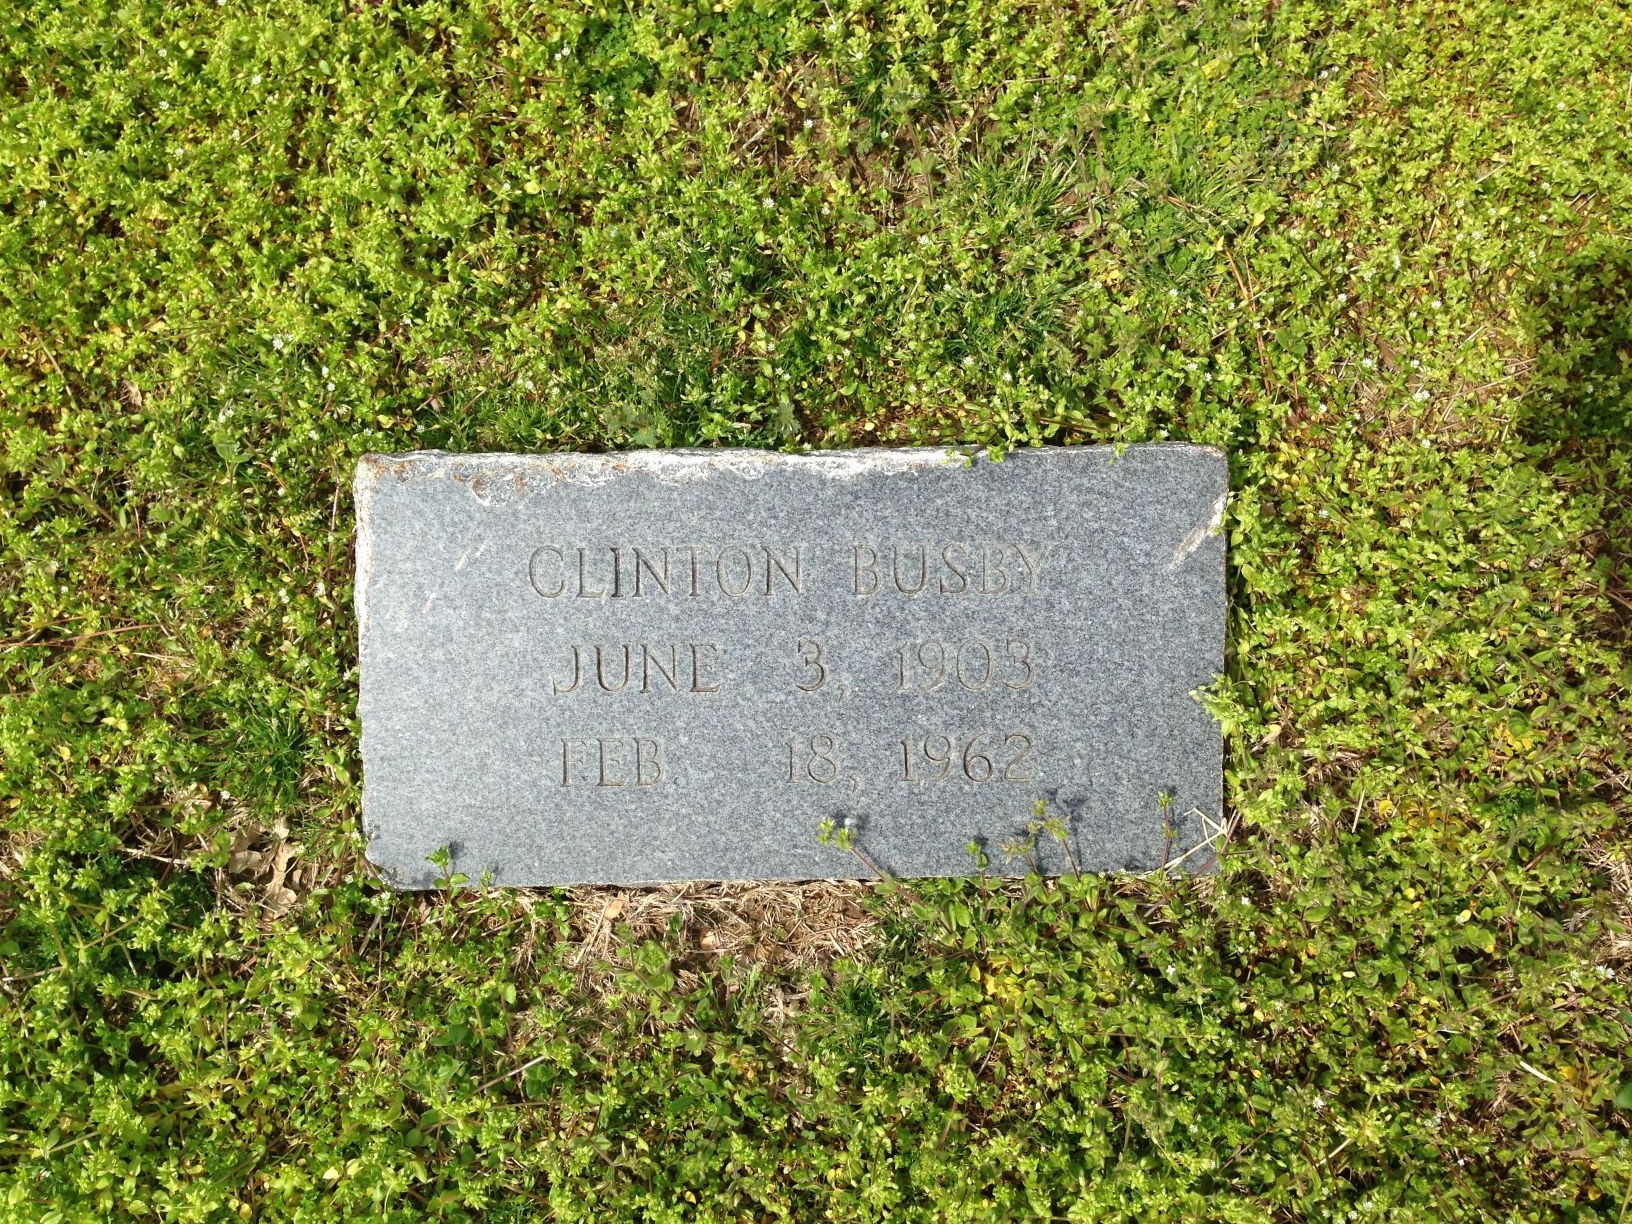 CLINTON BUSBY
JUNE 3, 1903
FEB. 18, 1962